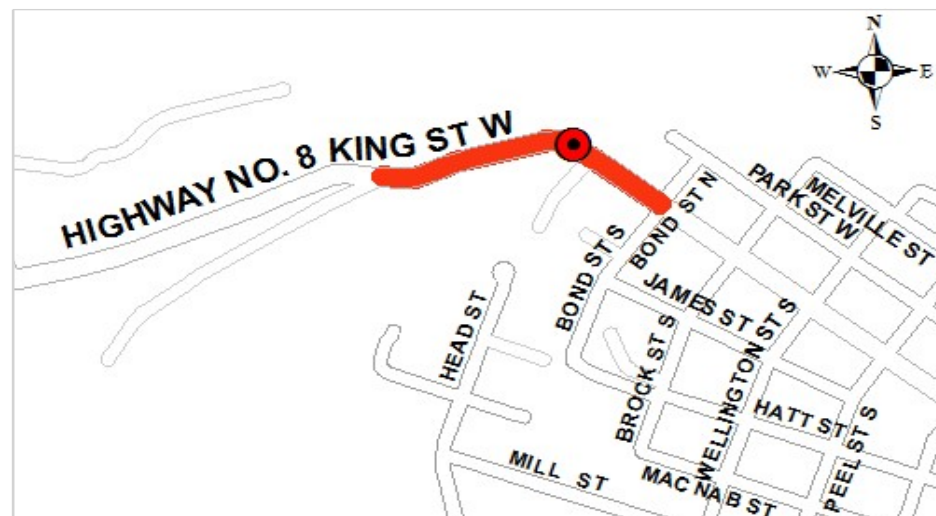 N
W E
S
HIGHWAY NO. 8 KING ST W
PARK ST W
MELVILLE ST
BOND ST N
BOND ST S
JAMES ST
HEAD ST
BROCK ST S
WELLINGTON ST S
HATT ST
PEEL ST S
MILL ST
MAC NAB ST